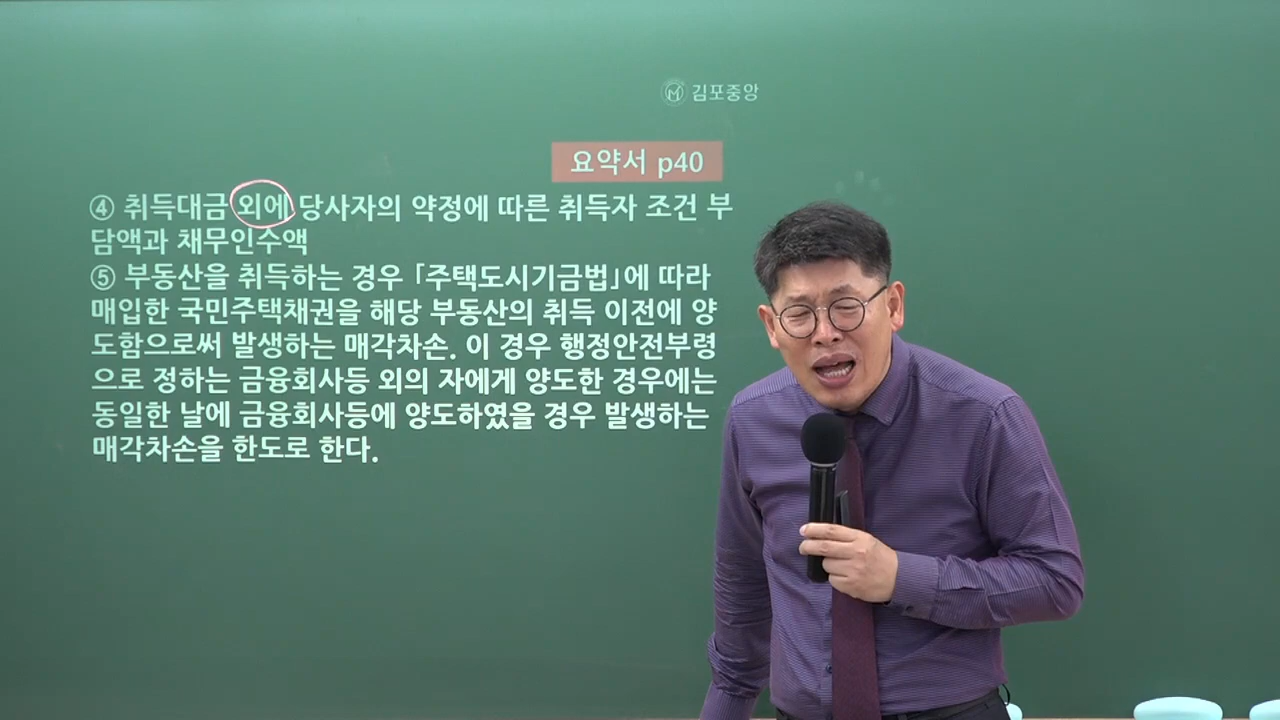 김포중앙
요약서 p40
④ 취득대금 외에 당사자의 약정에 따른 취득자 조건 부
담액과 채무인수액
⑤ 부동산을 취득하는 경우 「주택도시기금법」에 따라
매입한 국민주택채권을 해당 부동산의 취득 이전에 양
도함으로써 발생하는 매각차손. 이 경우 행정안전부령
으로 정하는 금융회사등 외의 자에게 양도한 경우에는
동일한 날에 금융회사등에 양도하였을 경우 발생하는
매각차손을 한도로 한다.